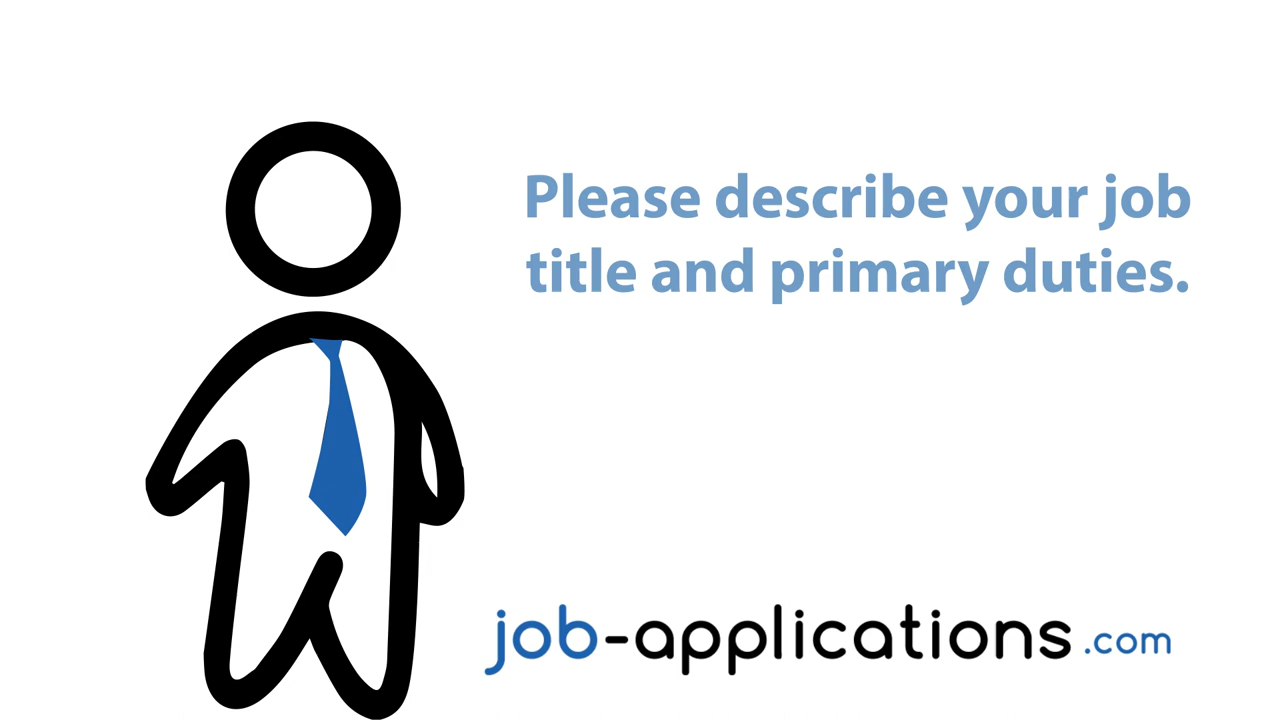 Please describe your job
title and primary duties.
job-applications.com